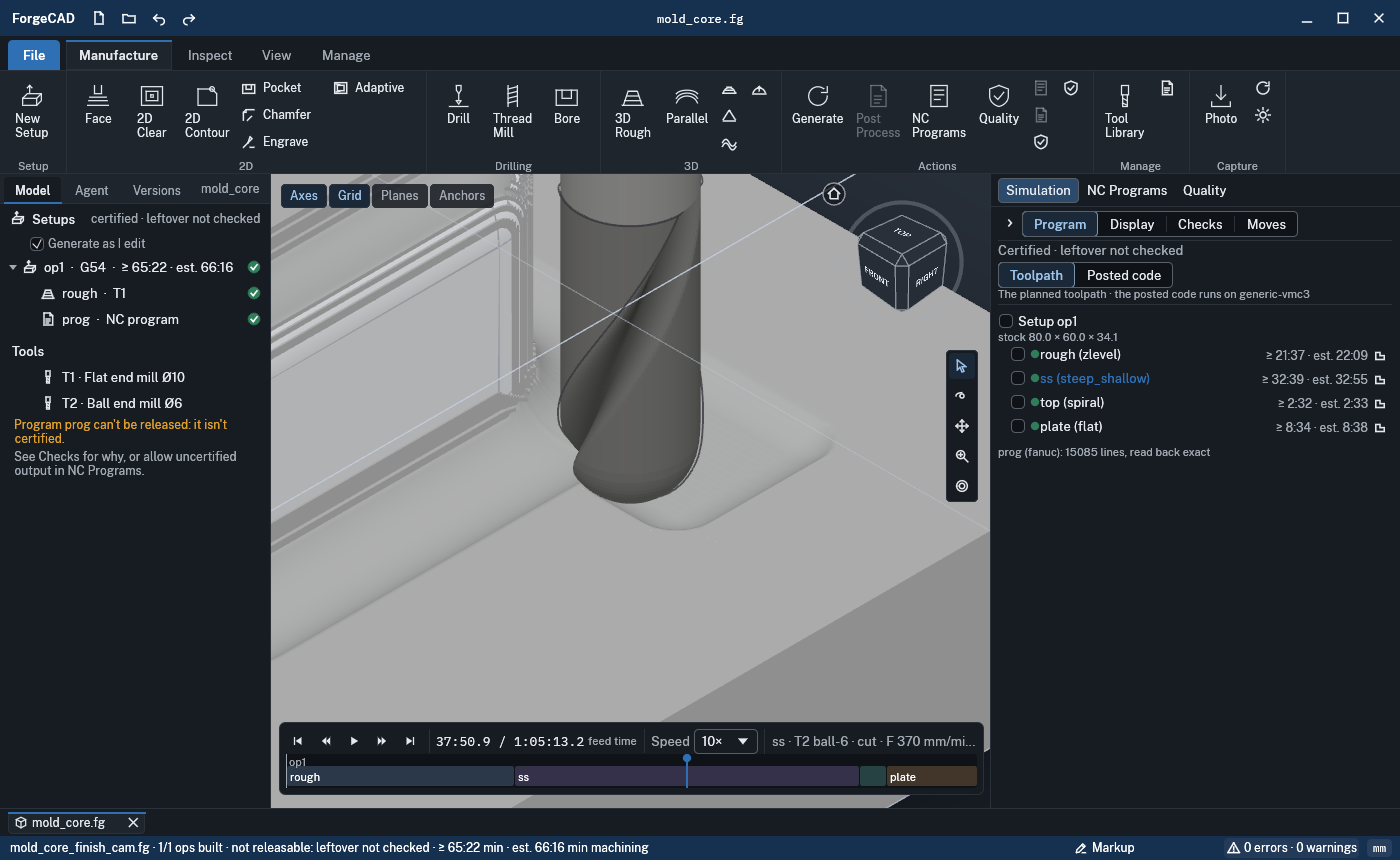 ForgeCAD
mold_core.fg
File
Manufacture
Inspect
View
Manage
New Setup
Face
2D Clear
2D Contour
Pocket
Chamfer
Engrave
Adaptive
Drill
Thread Mill
Bore
3D Rough
Parallel
Generate
Post Process
NC Programs
Quality
Tool Library
Photo
Setup
2D
Drilling
3D
Actions
Manage
Capture
Model
Agent
Versions
mold_core
Setups
certified · leftover not checked
Generate as I edit
op1 · G54 · ≥ 65:22 · est. 66:16
rough · T1
prog · NC program
Tools
T1 · Flat end mill Ø10
T2 · Ball end mill Ø6
Program prog can't be released: it isn't
certified.
See Checks for why, or allow uncertified
output in NC Programs.
Axes
Grid
Planes
Anchors
TOP
FRONT
RIGHT
37:50.9 / 1:05:13.2 feed time
Speed
10×
ss · T2 ball-6 · cut · F 370 mm/mi...
op1
rough
ss
plate
Simulation
NC Programs
Quality
Program
Display
Checks
Moves
Certified · leftover not checked
Toolpath
Posted code
The planned toolpath · the posted code runs on generic-vmc3
Setup op1
stock 80.0 × 60.0 × 34.1
rough (zlevel) ≥ 21:37 · est. 22:09
ss (steep_shallow) ≥ 32:39 · est. 32:55
top (spiral) ≥ 2:32 · est. 2:33
plate (flat) ≥ 8:34 · est. 8:38
prog (fanuc): 15085 lines, read back exact
mold_core.fg
mold_core_finish_cam.fg · 1/1 ops built · not releasable: leftover not checked · ≥ 65:22 min · est. 66:16 min machining
Markup
0 errors · 0 warnings
mm